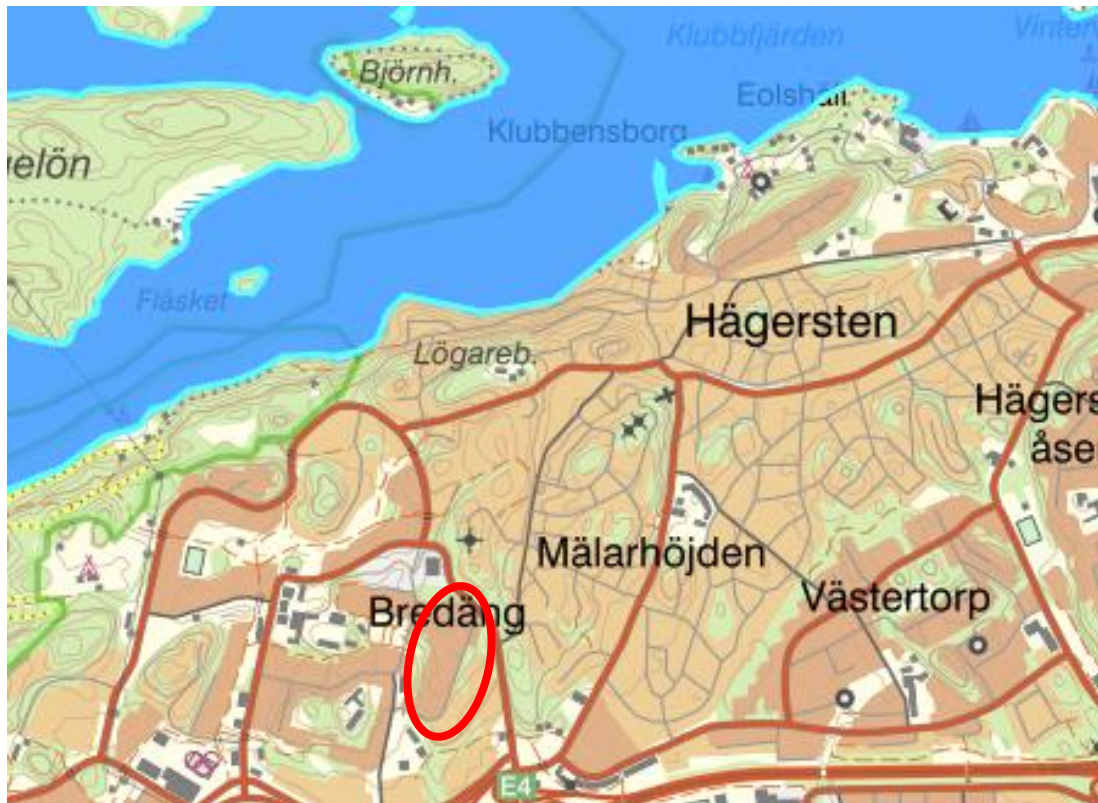 Klubbfjärden
Björnh.
Eolshäll
Klubbensborg
Fläsket
Hägersten
Lögareb.
Mälarhöjden
Bredäng
Västertorp
E4